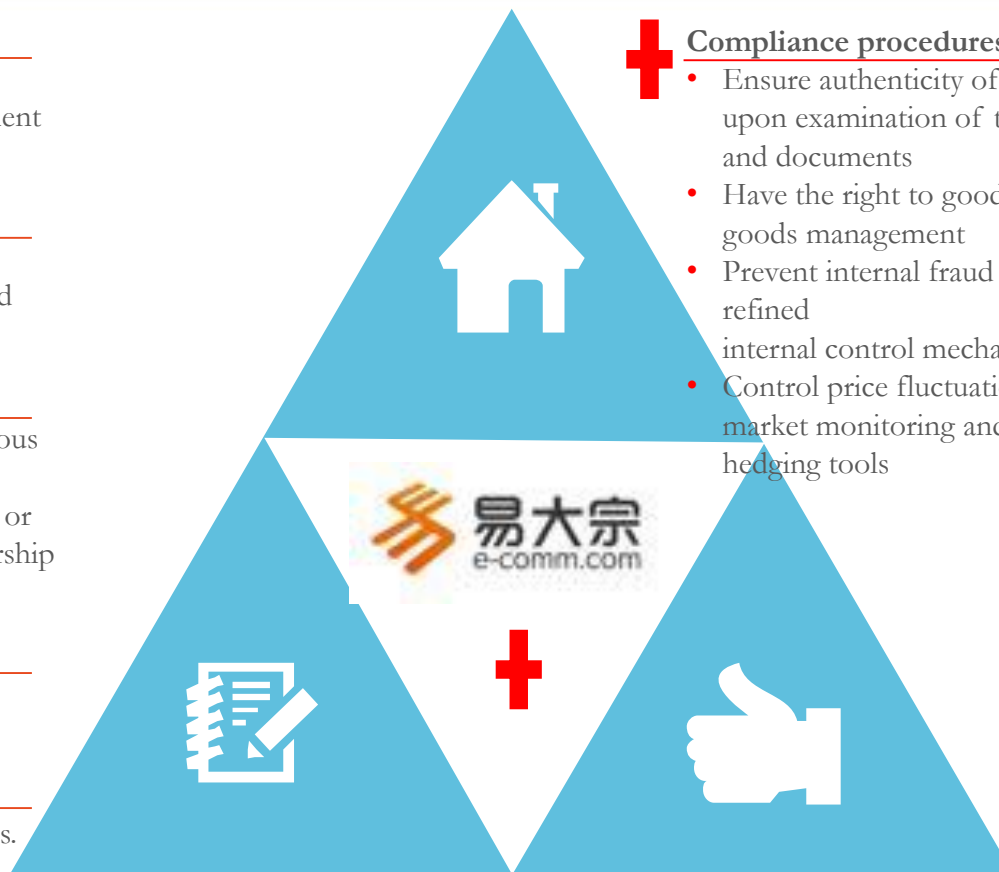 ent
d
ous
or
rship
s.
Compliance procedures
• Ensure authenticity of
upon examination of t
and documents
• Have the right to good
goods management
• Prevent internal fraud
refined
internal control mecha
• Control price fluctuati
market monitoring and
hedging tools
易大宗
e-comm.com